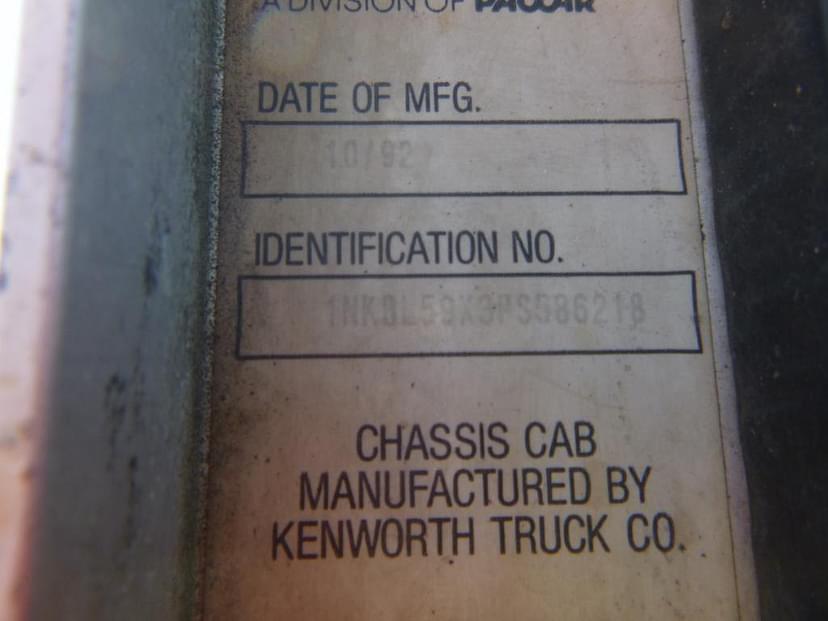 A DIVISION OF PACCAR
DATE OF MFG.
10/92
IDENTIFICATION NO.
1NKBL59X3PS586218
CHASSIS CAB
MANUFACTURED BY
KENWORTH TRUCK CO.